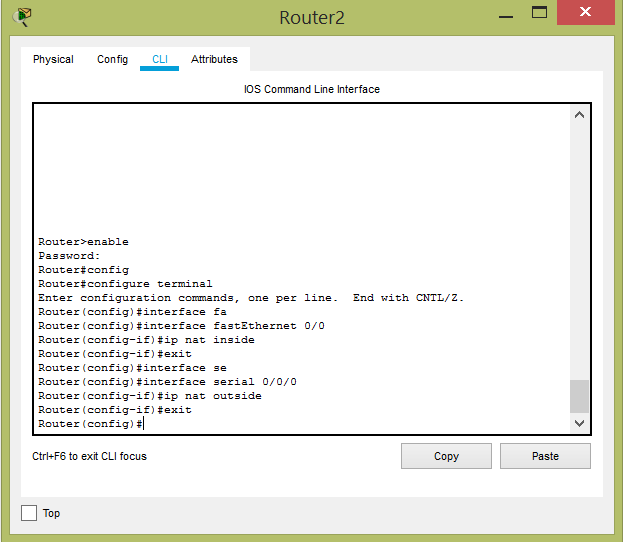 Router2
Physical Config CLI Attributes
IOS Command Line Interface
Router>enable
Password:
Router#config
Router#configure terminal
Enter configuration commands, one per line.  End with CNTL/Z.
Router(config)#interface fa
Router(config)#interface fastEthernet 0/0
Router(config-if)#ip nat inside
Router(config-if)#exit
Router(config)#interface se
Router(config)#interface serial 0/0/0
Router(config-if)#ip nat outside
Router(config-if)#exit
Router(config)#
Ctrl+F6 to exit CLI focus
Copy Paste
Top